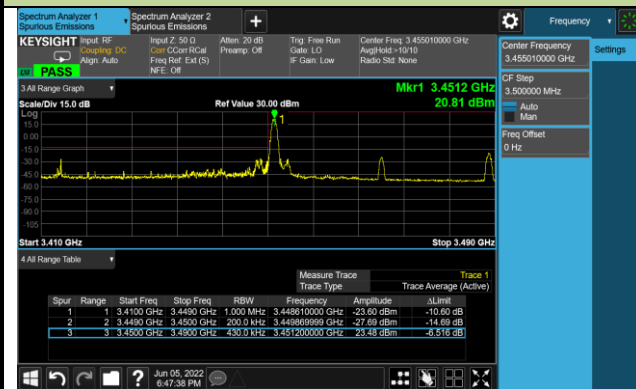 Spectrum Analyzer 1
Spurious Emissions
Spectrum Analyzer 2
Spurious Emissions
Frequency
KEYSIGHT
Input: RF
Coupling: DC
Align: Auto
Input Z: 50 Ω
Corr CCorr RCal
Freq Ref: Ext (S)
NFE: Off
Atten: 20 dB
Preamp: Off
Trig: Free Run
Gate: LO
IF Gain: Low
Center Freq: 3.455010000 GHz
Avg|Hold:>10/10
Radio Std: None
PASS
Center Frequency
3.455010000 GHz
Settings
CF Step
3.500000 MHz
Auto
Man
Freq Offset
0 Hz
3 All Range Graph
Mkr1 3.4512 GHz
Scale/Div 15.0 dB
Ref Value 30.00 dBm
20.81 dBm
Log
15.0
0.00
-15.0
-30.0
-45.0
-60.0
-75.0
-90.0
-105
1
Start 3.410 GHz
Stop 3.490 GHz
4 All Range Table
Measure Trace Trace 1
Trace Type Trace Average (Active)
Spur Range Start Freq Stop Freq RBW Frequency Amplitude ΔLimit
1 1 3.4100 GHz 3.4490 GHz 1.000 MHz 3.448610000 GHz -23.60 dBm -10.60 dB
2 2 3.4490 GHz 3.4500 GHz 200.0 kHz 3.449869999 GHz -27.69 dBm -14.69 dB
3 3 3.4500 GHz 3.4900 GHz 430.0 kHz 3.451200000 GHz 23.48 dBm -6.516 dB
Jun 05, 2022
6:47:38 PM